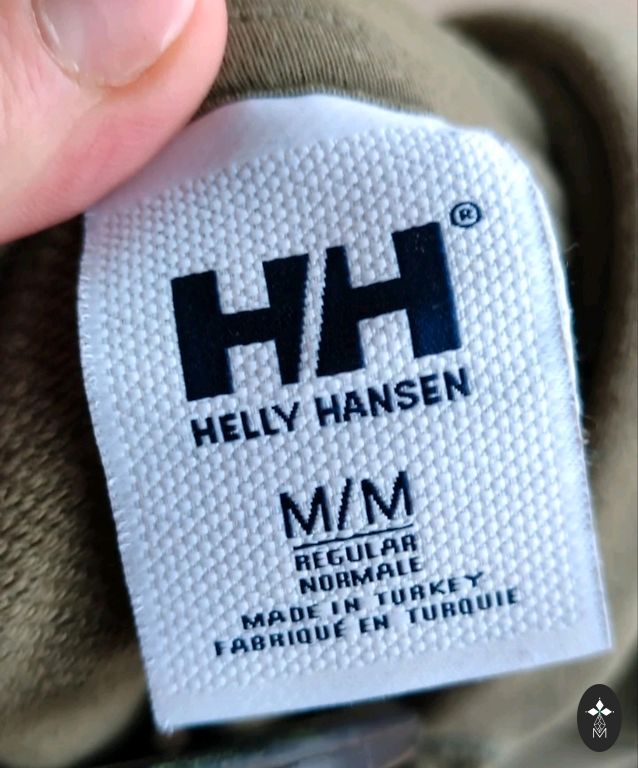 HH®
HELLY HANSEN
M/M
REGULAR
NORMALE
MADE IN TURKEY
FABRIQUÉ EN TURQUIE
M